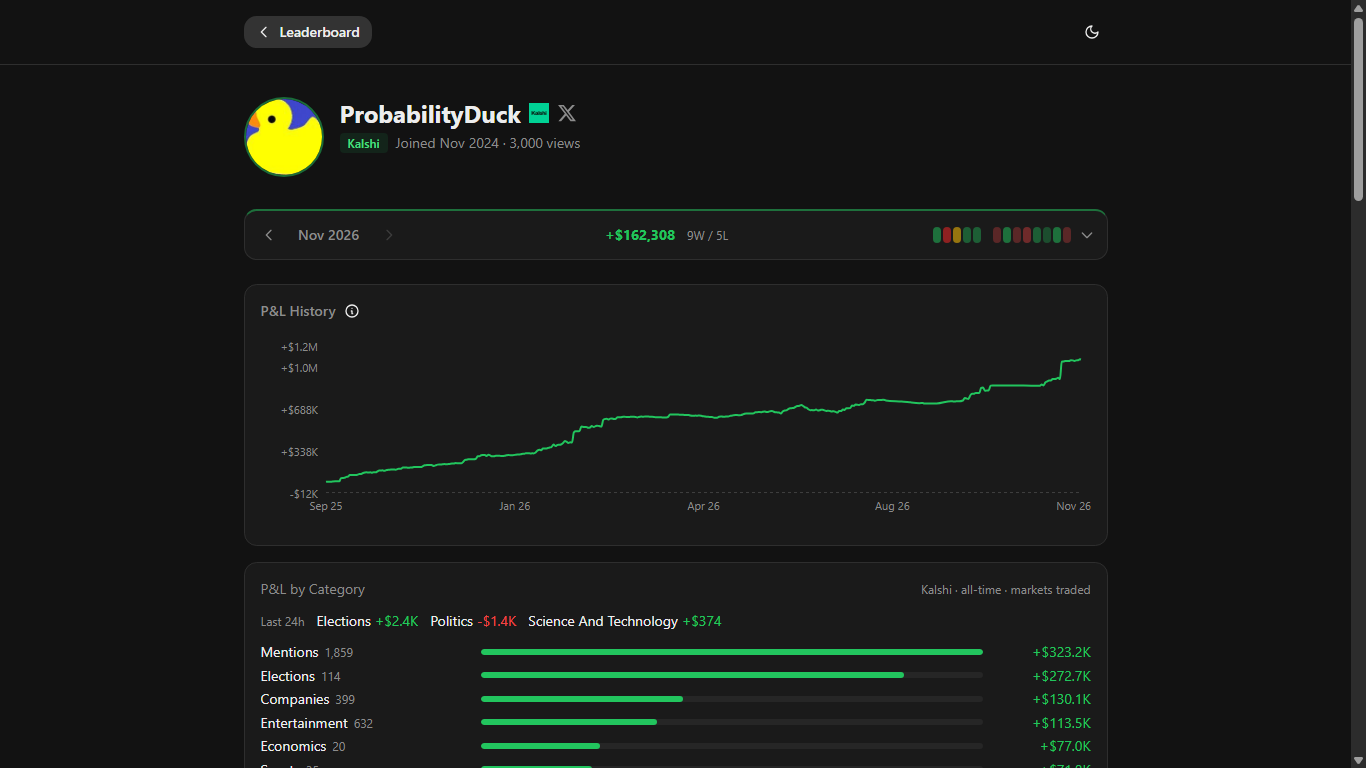 Leaderboard
ProbabilityDuck Kalshi
Kalshi Joined Nov 2024 · 3,000 views
Nov 2026 +$162,308 9W / 5L
P&L History
+$1.2M
+$1.0M
+$688K
+$338K
-$12K
Sep 25 Jan 26 Apr 26 Aug 26 Nov 26
P&L by Category Kalshi · all-time · markets traded
Last 24h Elections +$2.4K Politics -$1.4K Science And Technology +$374
Mentions 1,859 +$323.2K
Elections 114 +$272.7K
Companies 399 +$130.1K
Entertainment 632 +$113.5K
Economics 20 +$77.0K